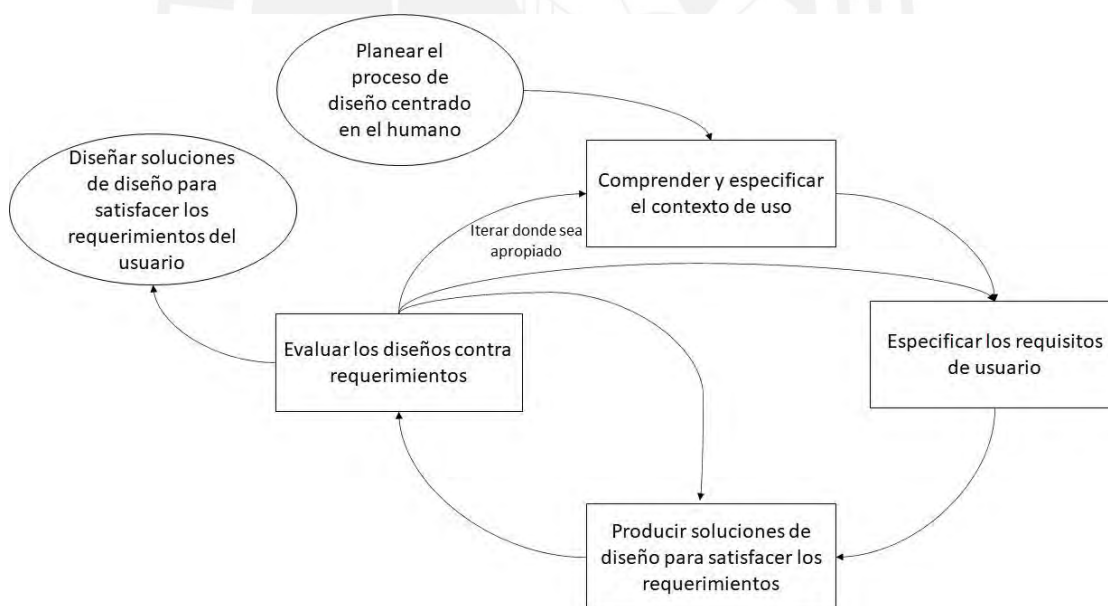 Planear el
proceso de
diseño centrado
en el humano
Diseñar soluciones
de diseño para
satisfacer los
requerimientos del
usuario
Comprender y especificar
el contexto de uso
Iterar donde sea
apropiado
Evaluar los diseños contra
requerimientos
Especificar los requisitos
de usuario
Producir soluciones de
diseño para satisfacer los
requerimientos